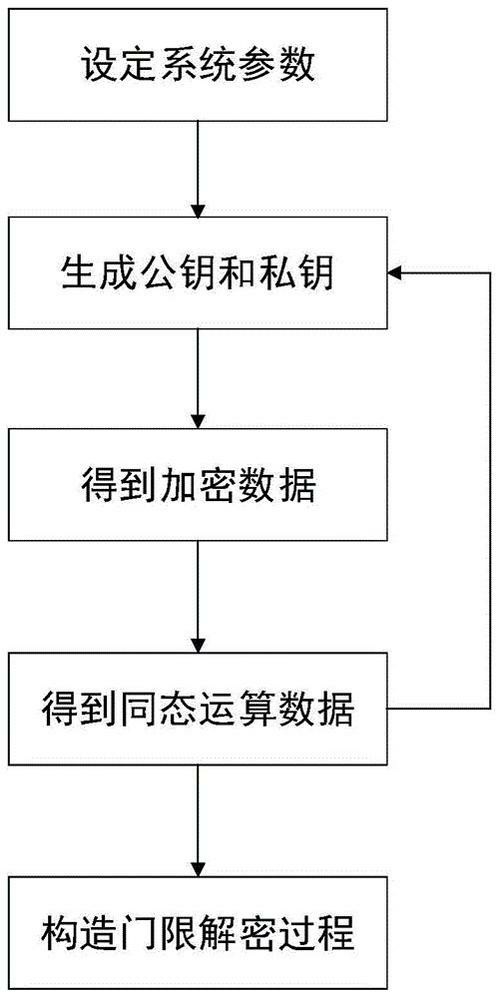 设定系统参数
生成公钥和私钥
得到加密数据
得到同态运算数据
构造门限解密过程